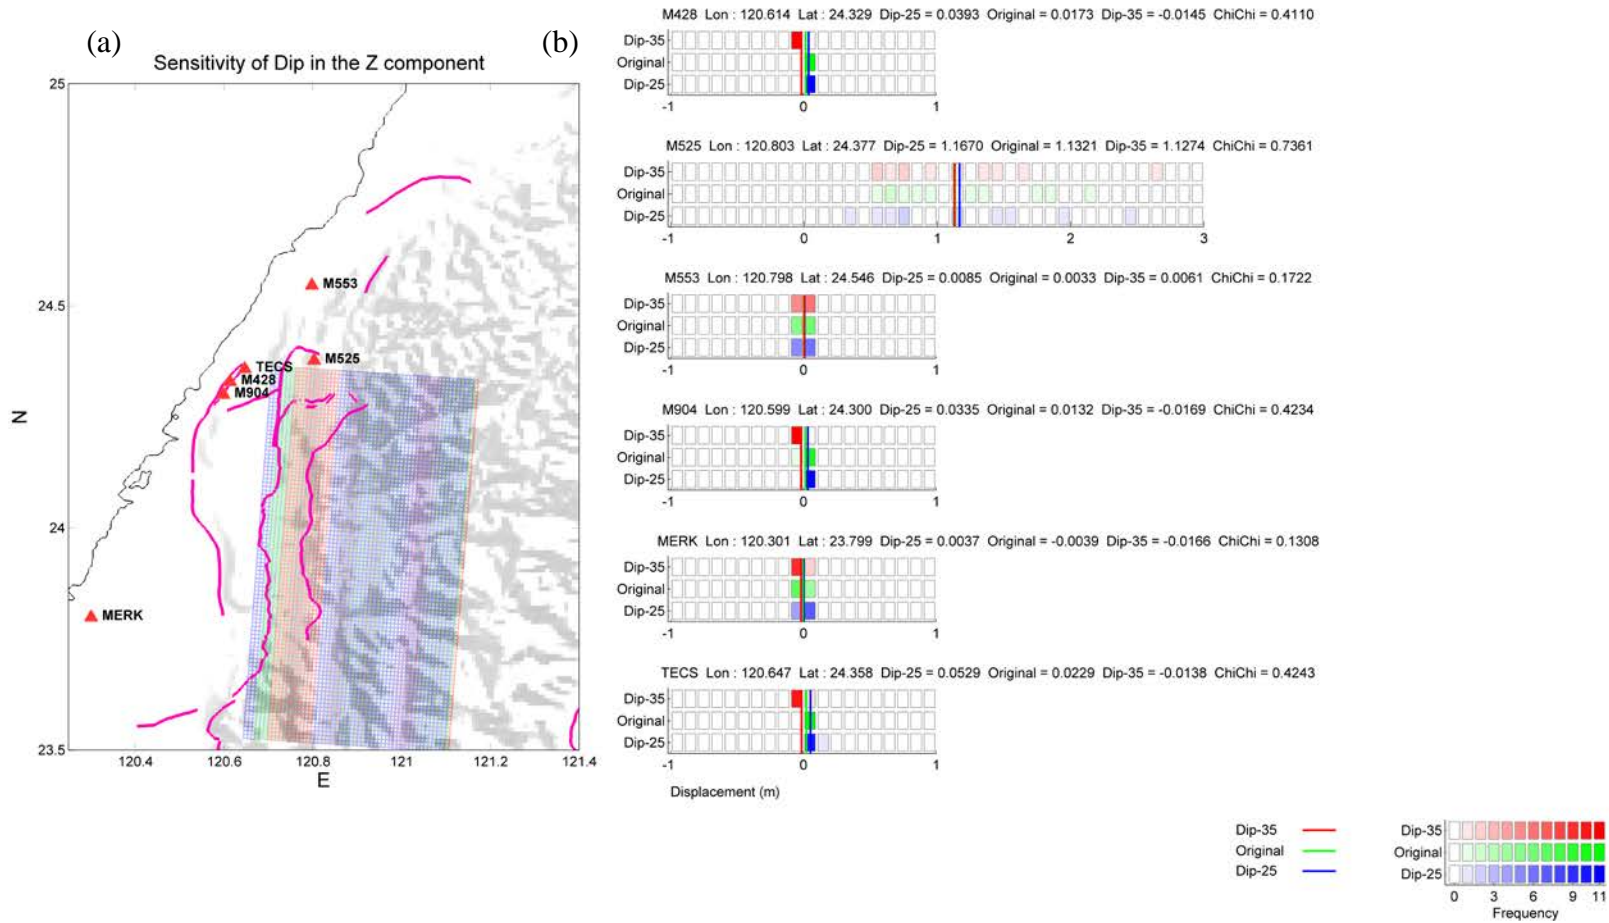 (a)
Sensitivity of Dip in the Z component
25
24.5
24
23.5
N
M553
M525
TECS
M428
M904
MERK
120.4 120.6 120.8 121 121.2 121.4
E
(b)
M428 Lon : 120.614 Lat : 24.329 Dip-25 = 0.0393 Original = 0.0173 Dip-35 = -0.0145 ChiChi = 0.4110
Dip-35
Original
Dip-25
-1 0 1
M525 Lon : 120.803 Lat : 24.377 Dip-25 = 1.1670 Original = 1.1321 Dip-35 = 1.1274 ChiChi = 0.7361
Dip-35
Original
Dip-25
-1 0 1 2 3
M553 Lon : 120.798 Lat : 24.546 Dip-25 = 0.0085 Original = 0.0033 Dip-35 = 0.0061 ChiChi = 0.1722
Dip-35
Original
Dip-25
-1 0 1
M904 Lon : 120.599 Lat : 24.300 Dip-25 = 0.0335 Original = 0.0132 Dip-35 = -0.0169 ChiChi = 0.4234
Dip-35
Original
Dip-25
-1 0 1
MERK Lon : 120.301 Lat : 23.799 Dip-25 = 0.0037 Original = -0.0039 Dip-35 = -0.0166 ChiChi = 0.1308
Dip-35
Original
Dip-25
-1 0 1
TECS Lon : 120.647 Lat : 24.358 Dip-25 = 0.0529 Original = 0.0229 Dip-35 = -0.0138 ChiChi = 0.4243
Dip-35
Original
Dip-25
-1 0 1
Displacement (m)
Dip-35
Original
Dip-25
Dip-35
Original
Dip-25
0 3 6 9 11
Frequency